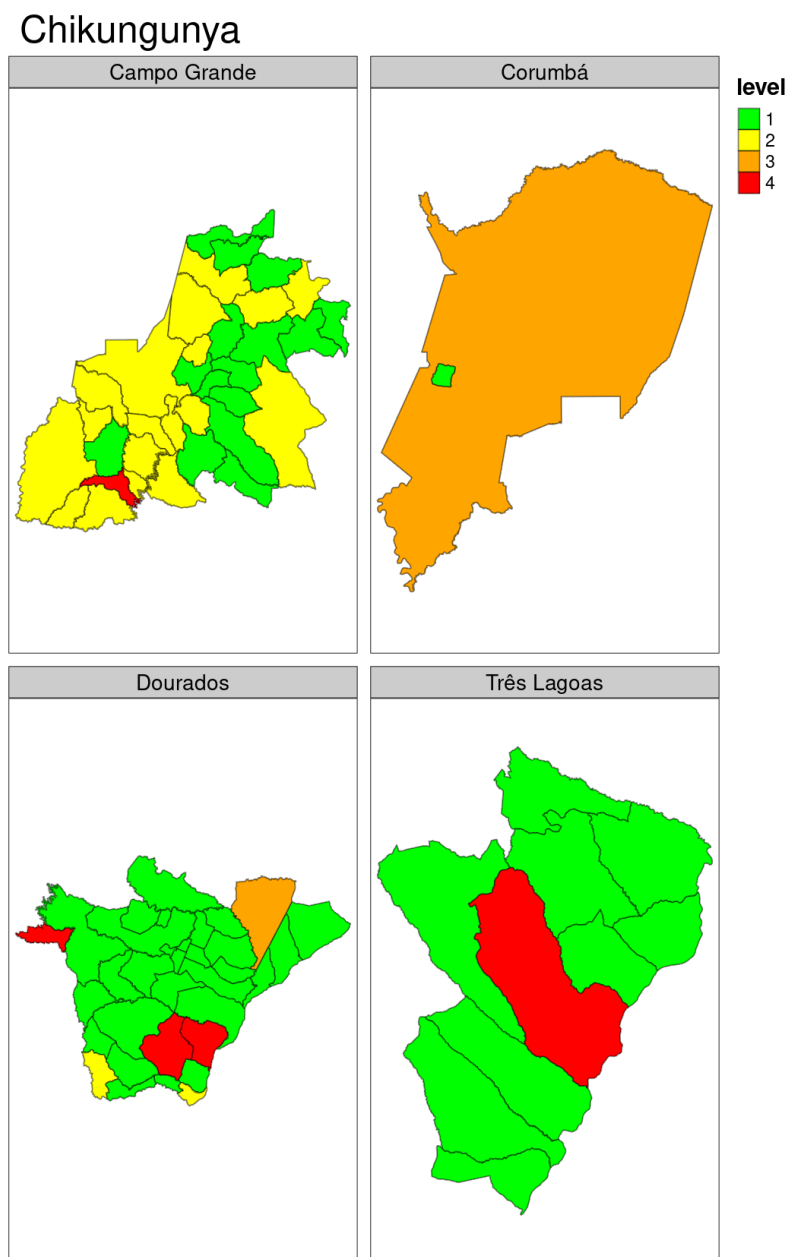 Chikungunya
Campo Grande
Corumbá
level
1
2
3
4
Dourados
Três Lagoas